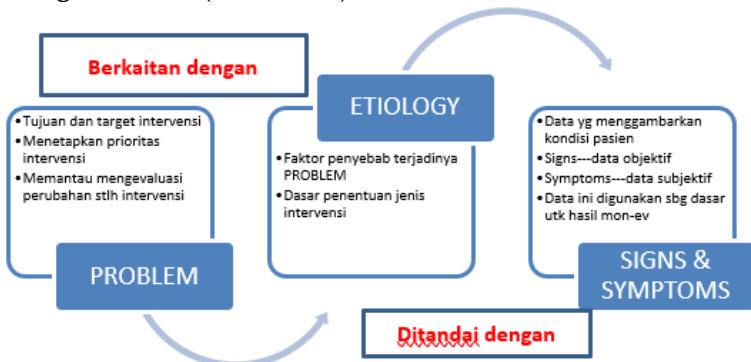 Berkaitan dengan
• Tujuan dan target intervensi
• Menetapkan prioritas
intervensi
• Memantau mengevaluasi
perubahan stlh intervensi
PROBLEM
ETIOLOGY
• Faktor penyebab terjadinya
PROBLEM
• Dasar penentuan jenis
intervensi
• Data yg menggambarkan
kondisi pasien
• Signs---data objektif
• Symptoms---data subjektif
• Data ini digunakan sbg dasar
utk hasil mon-ev
SIGNS &
SYMPTOMS
Ditandai dengan